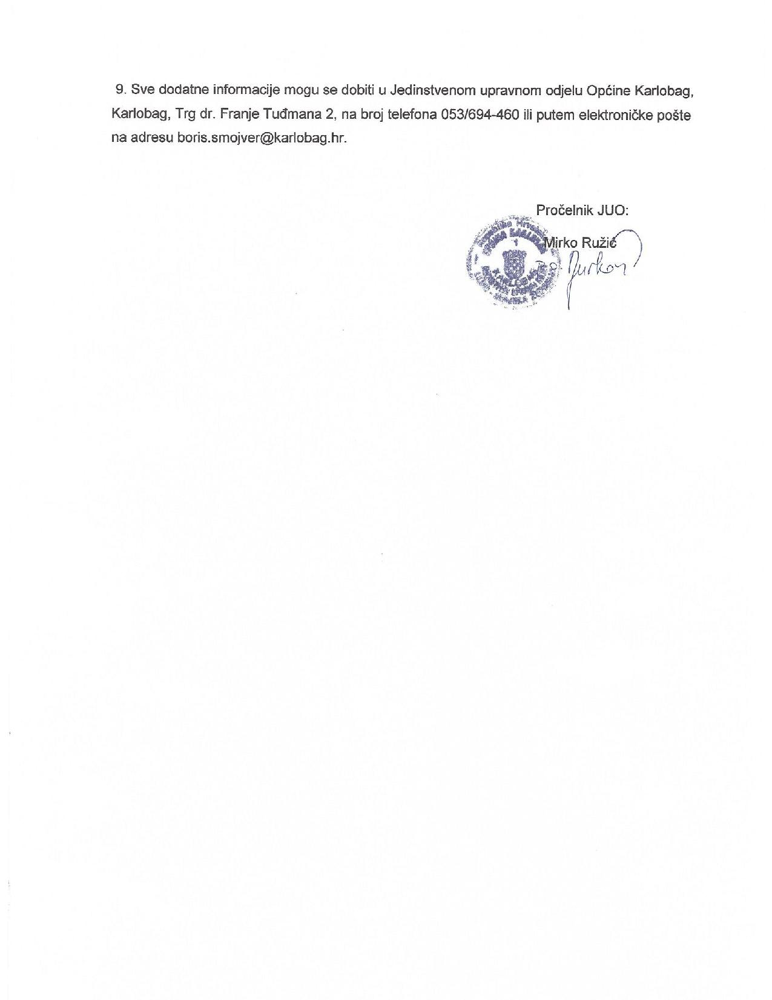 9. Sve dodatne informacije mogu se dobiti u Jedinstvenom upravnom odjelu Općine Karlobag,
Karlobag, Trg dr. Franje Tuđmana 2, na broj telefona 053/694-460 ili putem elektroničke pošte
na adresu boris.smojver@karlobag.hr.
Pročelnik JUO:
Mirko Ružić